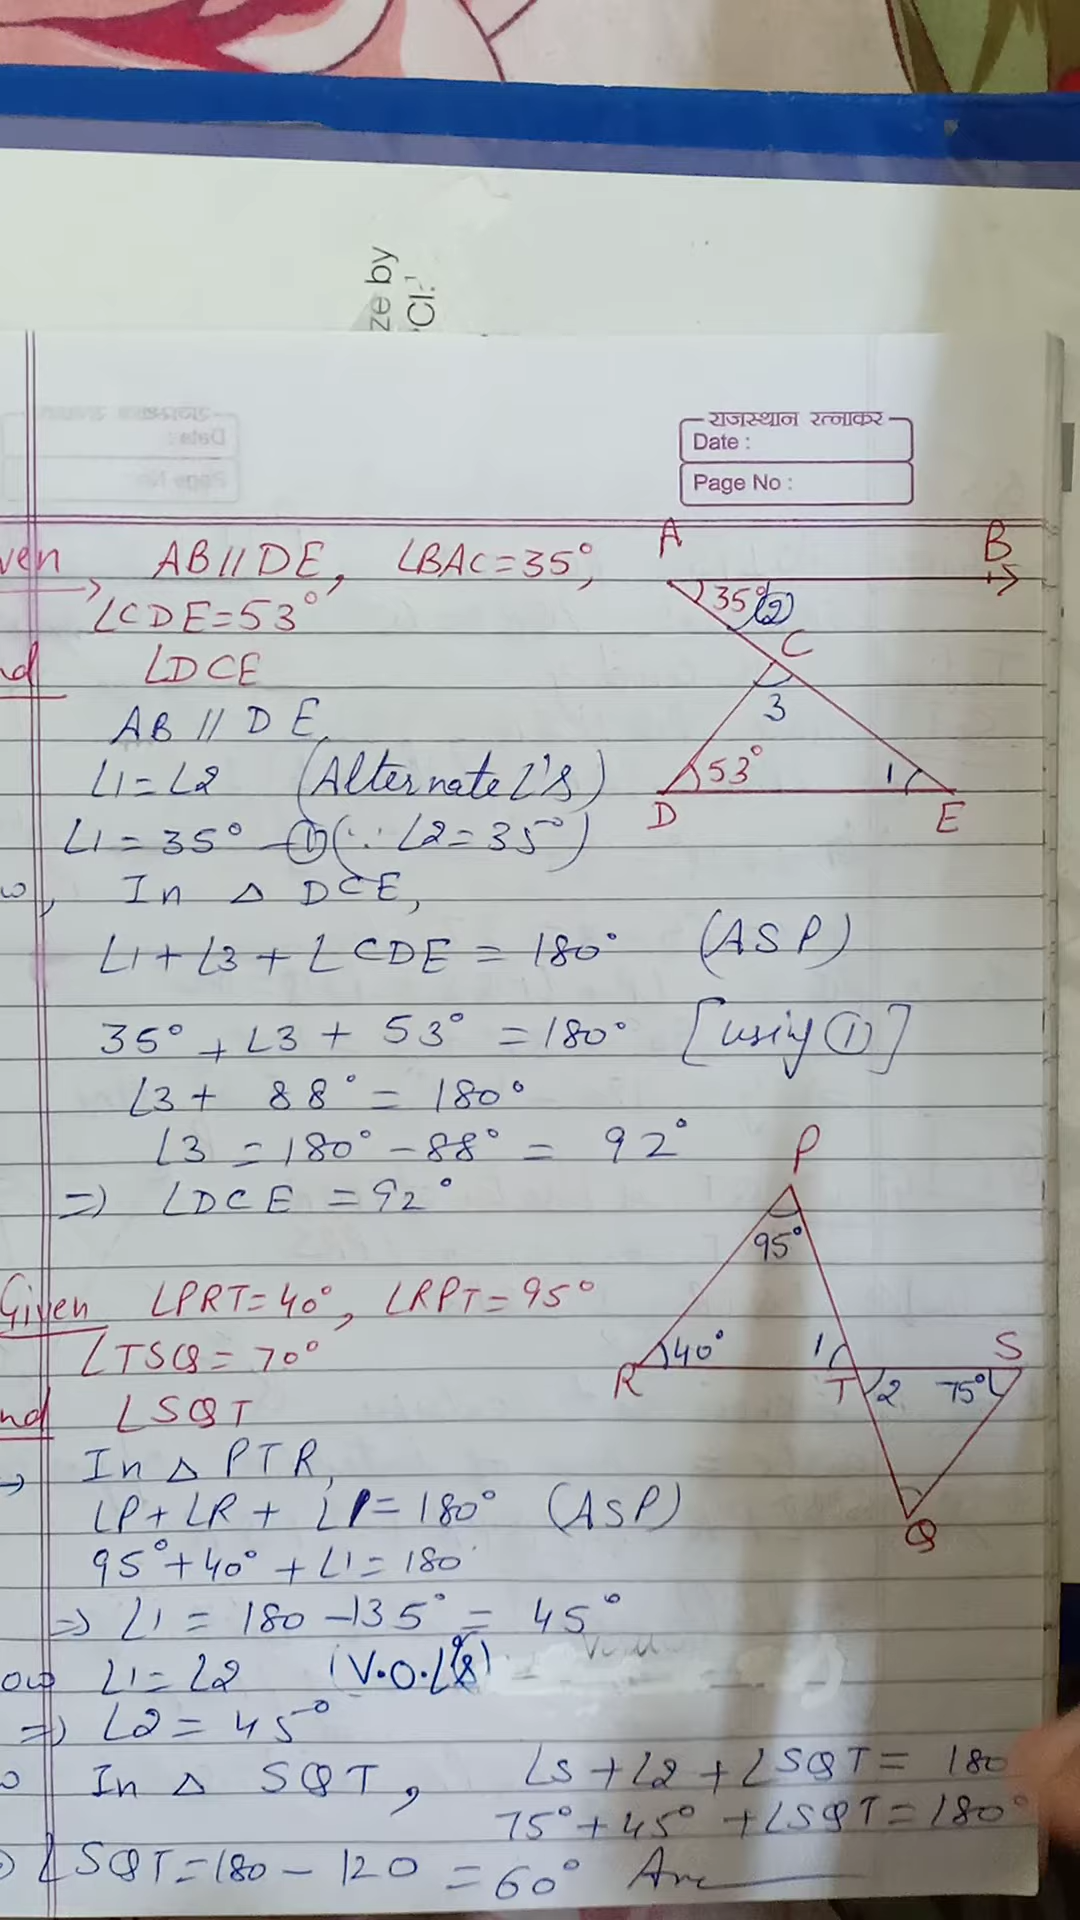 ze by
CI:
राजस्थान रत्नाकर
Date :
Page No :
ven AB//DE, ∠BAC=35°,
∠CDE=53°
nd ∠DCE
AB // DE
∠1=∠2 (Alternate ∠'s)
∠1=35° —① (∵ ∠2=35°)
w, In △ DCE,
∠1+∠3+∠CDE = 180° (ASP)
35°+∠3+ 53° =180° [using ①]
∠3+ 88° = 180°
∠3 =180°-88° = 92°
=> ∠DCE =92°
A B
35° (2)
C
3
53° 1
D E
Given ∠PRT=40°, ∠RPT=95°
∠TSQ=70°
nd ∠SQT
→ In △ PTR,
∠P+∠R+ ∠1=180° (ASP)
95°+40°+∠1=180
=> ∠1 = 180-135° = 45°
ow ∠1=∠2 (V.O.∠'s)
=> ∠2= 45°
In △ SQT, ∠S+∠2+∠SQT= 180
75°+45°+∠SQT=180°
∠SQT=180-120 =60° Ans
P
95°
40° 1 S
R T 2 75°
Q